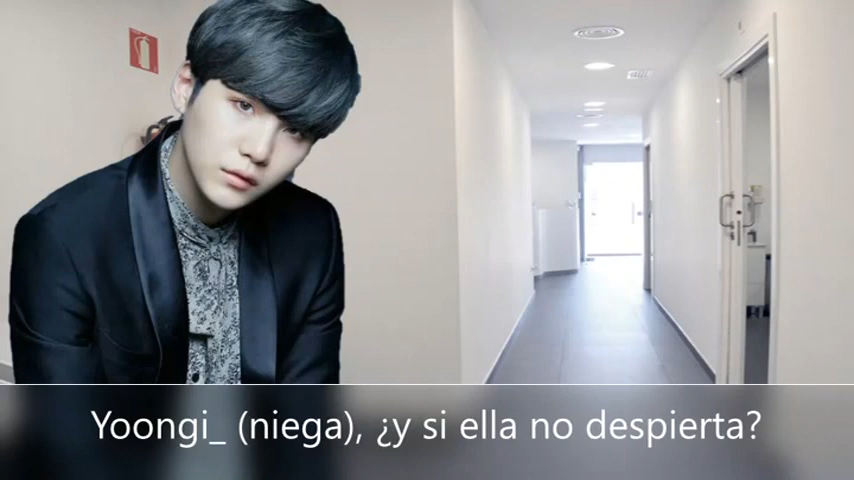 Yoongi_ (niega), ¿y si ella no despierta?